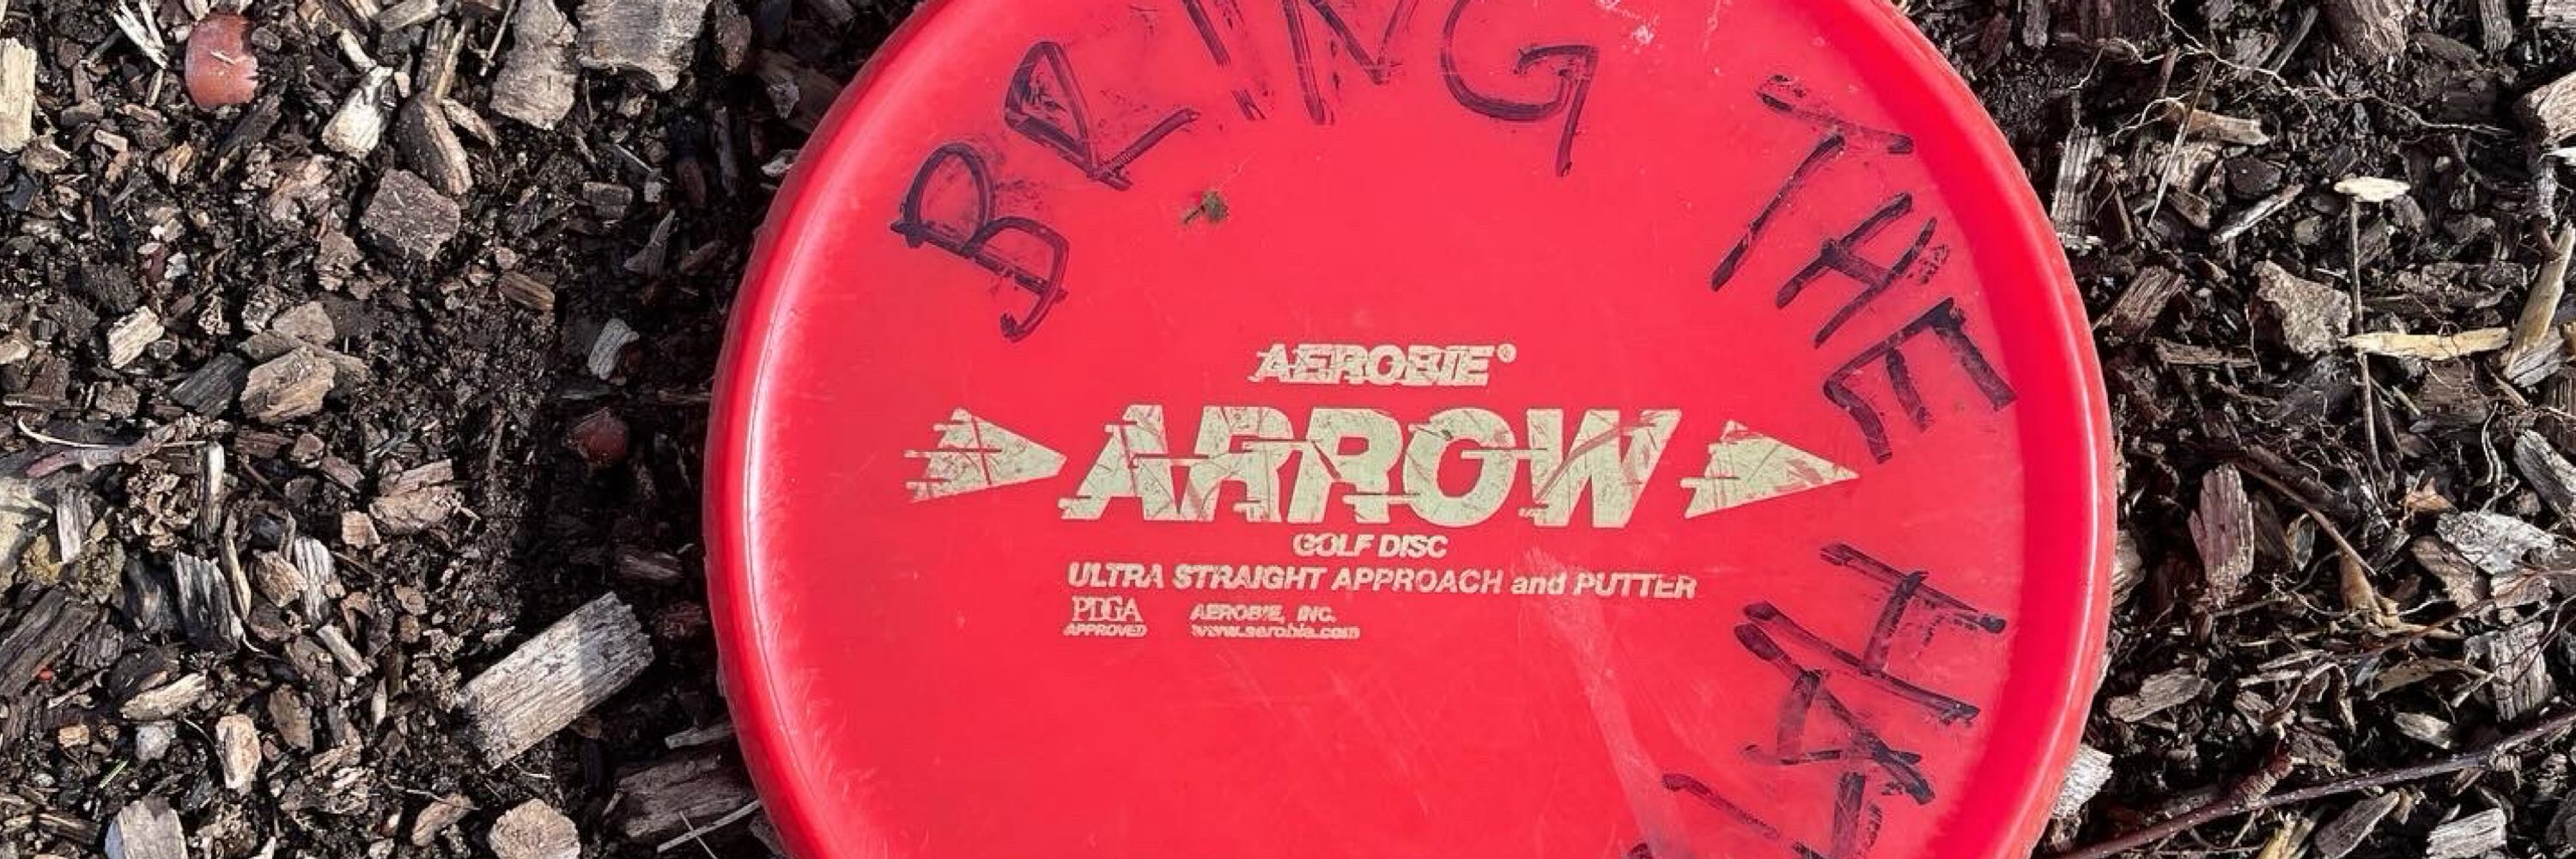 BRING THE
AEROBIE®
ARROW
GOLF DISC
ULTRA STRAIGHT APPROACH and PUTTER
PDGA
APPROVED
AEROBIE, INC.
www.aerobie.com